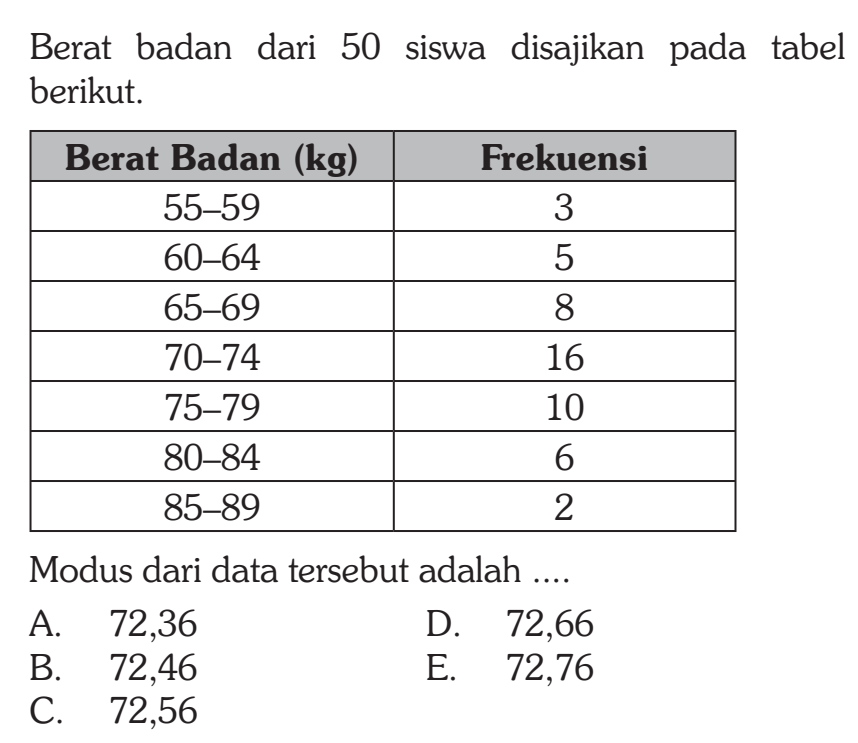 Berat badan dari 50 siswa disajikan pada tabel
berikut.
Berat Badan (kg) Frekuensi
55–59 3
60–64 5
65–69 8
70–74 16
75–79 10
80–84 6
85–89 2
Modus dari data tersebut adalah ....
A. 72,36 D. 72,66
B. 72,46 E. 72,76
C. 72,56